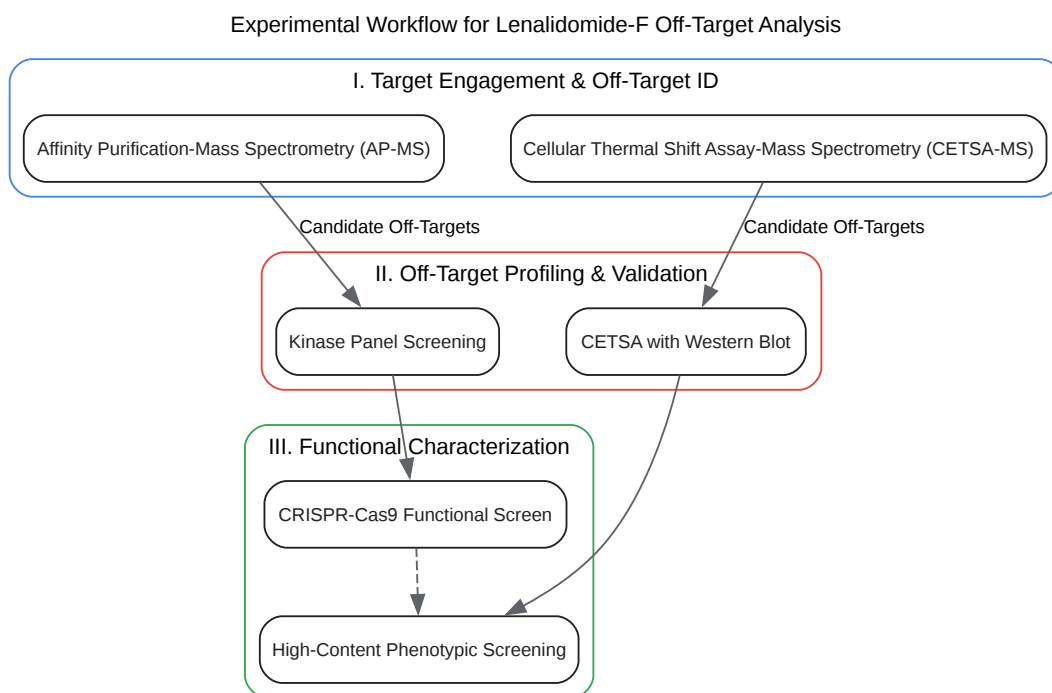 Experimental Workflow for Lenalidomide-F Off-Target Analysis
I. Target Engagement & Off-Target ID
Affinity Purification-Mass Spectrometry (AP-MS)
Cellular Thermal Shift Assay-Mass Spectrometry (CETSA-MS)
Candidate Off-Targets
Candidate Off-Targets
II. Off-Target Profiling & Validation
Kinase Panel Screening
CETSA with Western Blot
III. Functional Characterization
CRISPR-Cas9 Functional Screen
High-Content Phenotypic Screening